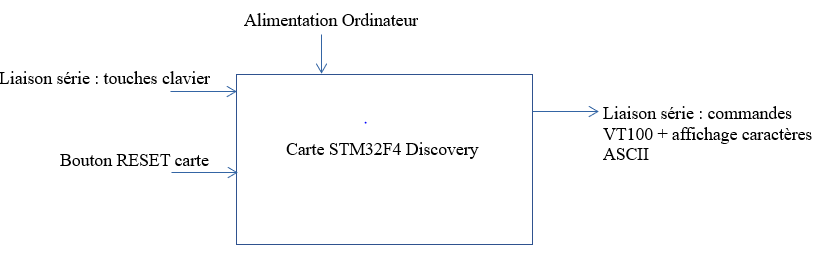 Alimentation Ordinateur
Liaison série : touches clavier
Bouton RESET carte
Carte STM32F4 Discovery
Liaison série : commandes
VT100 + affichage caractères
ASCII